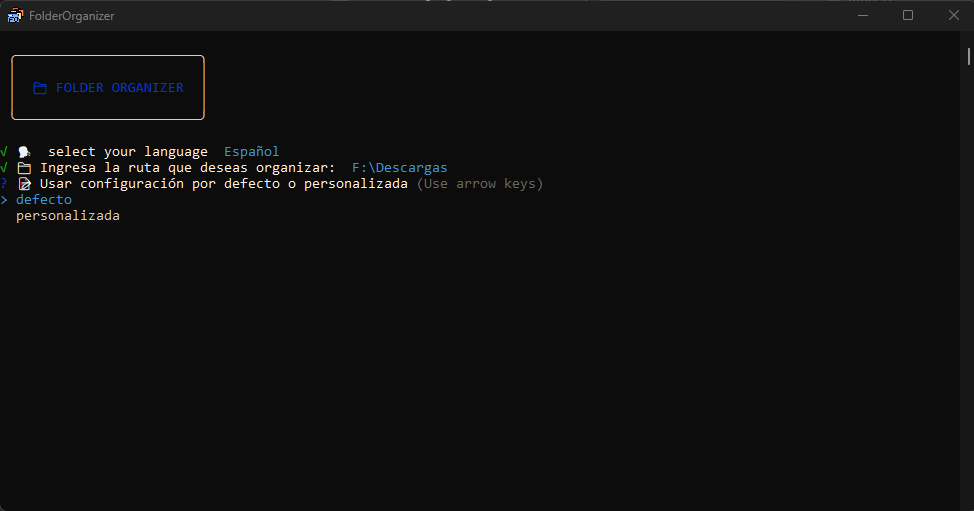 FolderOrganizer
FOLDER ORGANIZER
√ select your language Español
√ Ingresa la ruta que deseas organizar: F:\Descargas
? Usar configuración por defecto o personalizada (Use arrow keys)
> defecto
personalizada